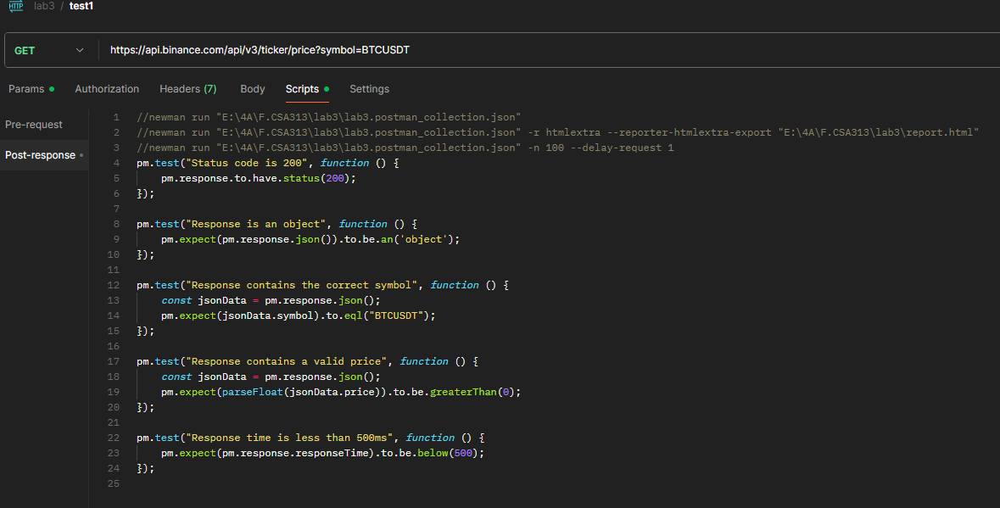 HTTP lab3 / test1
GET https://api.binance.com/api/v3/ticker/price?symbol=BTCUSDT
Params Authorization Headers (7) Body Scripts Settings
Pre-request
Post-response
1 //newman run "E:\4A\F.CSA313\lab3\lab3.postman_collection.json"
2 //newman run "E:\4A\F.CSA313\lab3\lab3.postman_collection.json" -r htmlextra --reporter-htmlextra-export "E:\4A\F.CSA313\lab3\report.html"
3 //newman run "E:\4A\F.CSA313\lab3\lab3.postman_collection.json" -n 100 --delay-request 1
4 pm.test("Status code is 200", function () {
5     pm.response.to.have.status(200);
6 });
7
8 pm.test("Response is an object", function () {
9     pm.expect(pm.response.json()).to.be.an('object');
10 });
11
12 pm.test("Response contains the correct symbol", function () {
13     const jsonData = pm.response.json();
14     pm.expect(jsonData.symbol).to.eql("BTCUSDT");
15 });
16
17 pm.test("Response contains a valid price", function () {
18     const jsonData = pm.response.json();
19     pm.expect(parseFloat(jsonData.price)).to.be.greaterThan(0);
20 });
21
22 pm.test("Response time is less than 500ms", function () {
23     pm.expect(pm.response.responseTime).to.be.below(500);
24 });
25